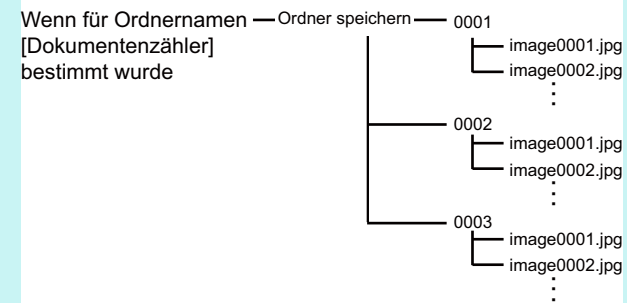 Wenn für Ordnernamen
[Dokumentenzähler]
bestimmt wurde
Ordner speichern
0001
image0001.jpg
image0002.jpg
0002
image0001.jpg
image0002.jpg
0003
image0001.jpg
image0002.jpg